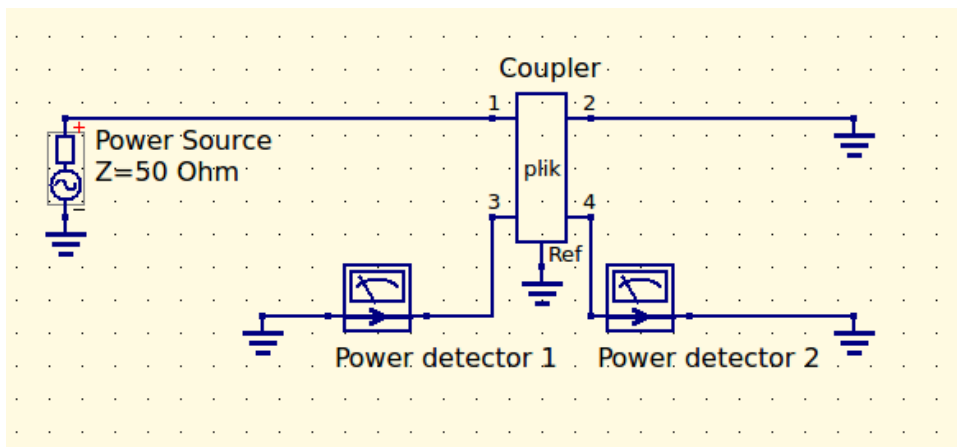 Coupler
1
2
+
Power Source
Z=50 Ohm
plik
3
4
−
Ref
Power detector 1
Power detector 2